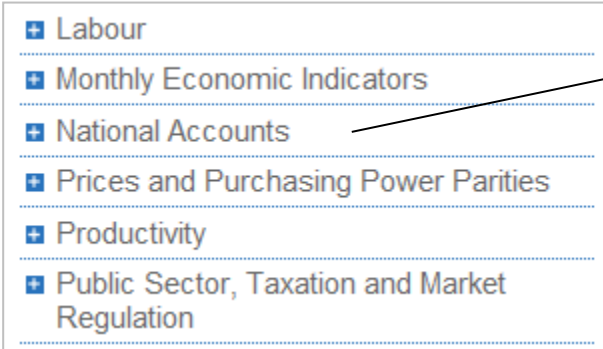 Labour
Monthly Economic Indicators
National Accounts
Prices and Purchasing Power Parities
Productivity
Public Sector, Taxation and Market
Regulation